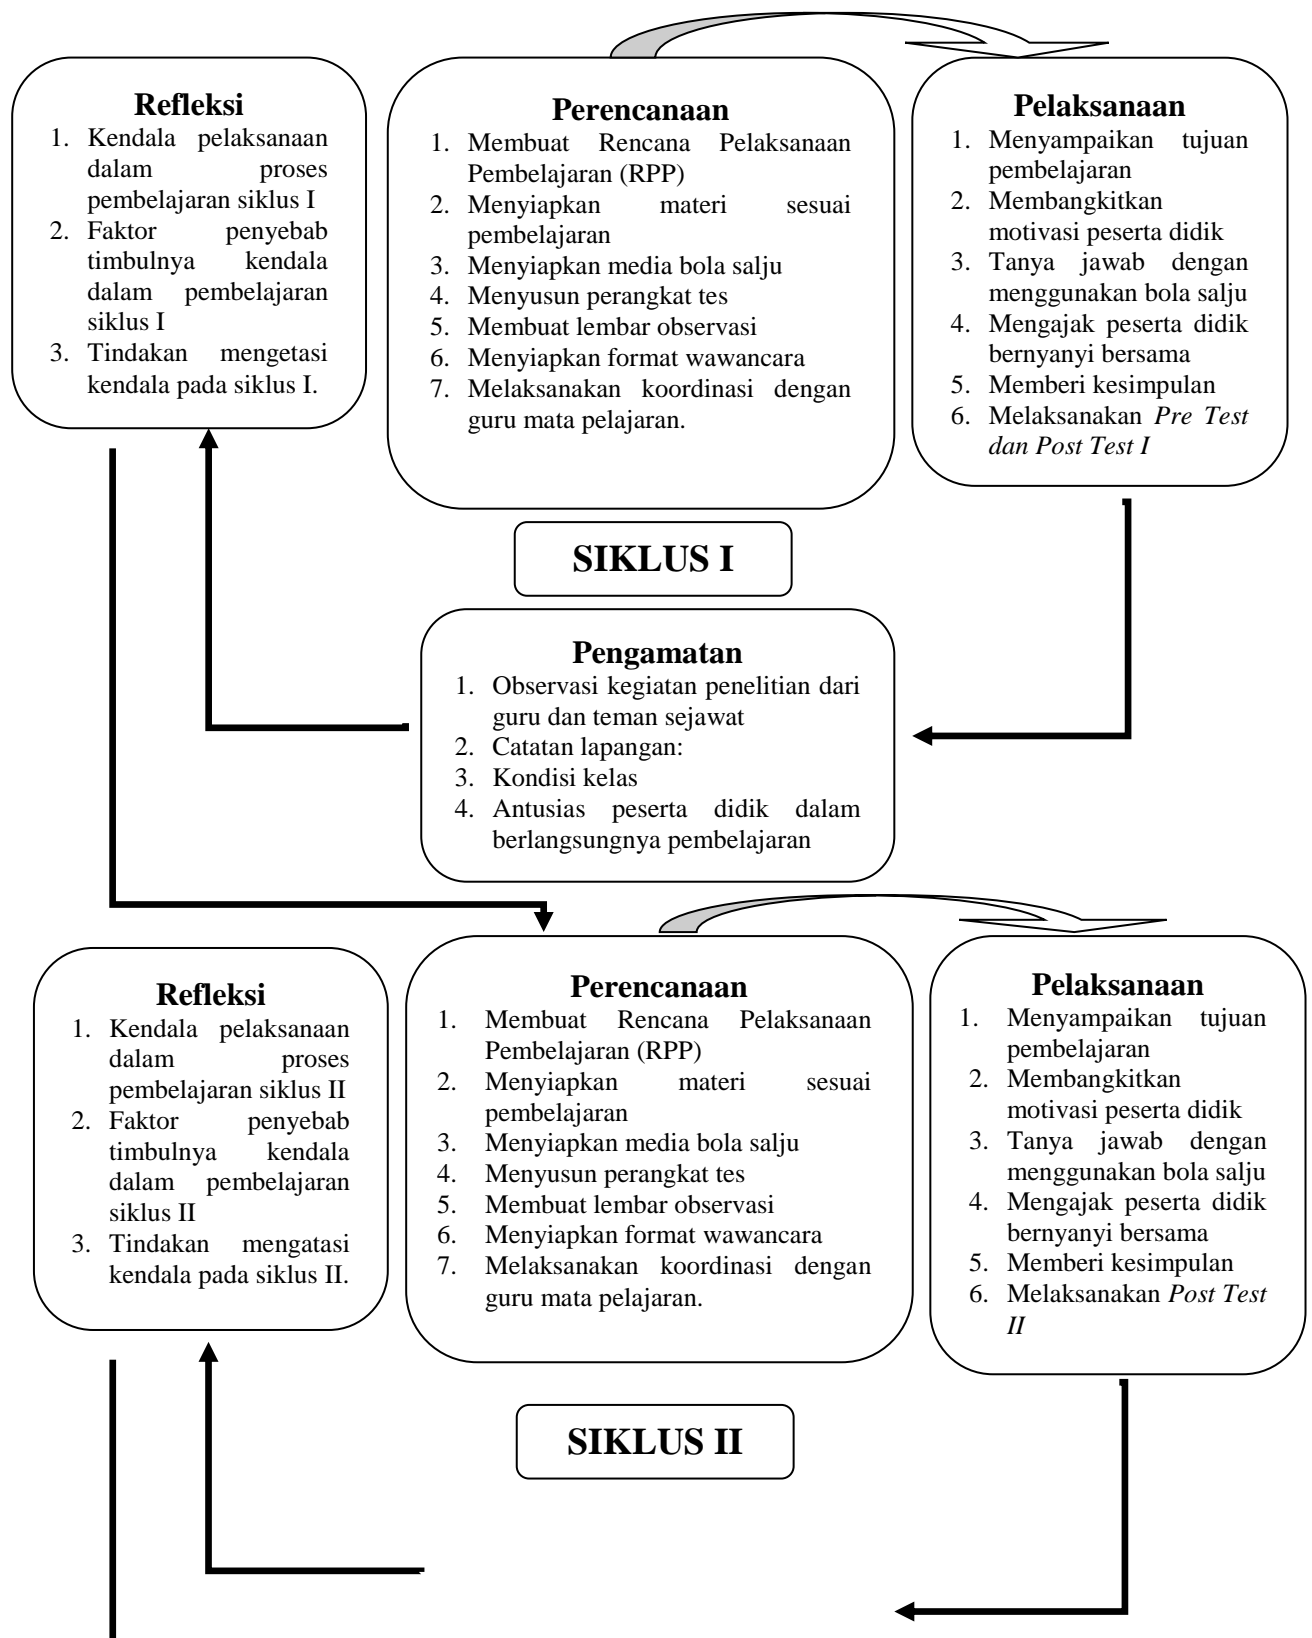 Refleksi
1. Kendala pelaksanaan
dalam proses
pembelajaran siklus I
2. Faktor penyebab
timbulnya kendala
dalam pembelajaran
siklus I
3. Tindakan mengetasi
kendala pada siklus I.
Perencanaan
1. Membuat Rencana Pelaksanaan
Pembelajaran (RPP)
2. Menyiapkan materi sesuai
pembelajaran
3. Menyiapkan media bola salju
4. Menyusun perangkat tes
5. Membuat lembar observasi
6. Menyiapkan format wawancara
7. Melaksanakan koordinasi dengan
guru mata pelajaran.
Pelaksanaan
1. Menyampaikan tujuan
pembelajaran
2. Membangkitkan
motivasi peserta didik
3. Tanya jawab dengan
menggunakan bola salju
4. Mengajak peserta didik
bernyanyi bersama
5. Memberi kesimpulan
6. Melaksanakan Pre Test
dan Post Test I
SIKLUS I
Pengamatan
1. Observasi kegiatan penelitian dari
guru dan teman sejawat
2. Catatan lapangan:
3. Kondisi kelas
4. Antusias peserta didik dalam
berlangsungnya pembelajaran
Refleksi
1. Kendala pelaksanaan
dalam proses
pembelajaran siklus II
2. Faktor penyebab
timbulnya kendala
dalam pembelajaran
siklus II
3. Tindakan mengatasi
kendala pada siklus II.
Perencanaan
1. Membuat Rencana Pelaksanaan
Pembelajaran (RPP)
2. Menyiapkan materi sesuai
pembelajaran
3. Menyiapkan media bola salju
4. Menyusun perangkat tes
5. Membuat lembar observasi
6. Menyiapkan format wawancara
7. Melaksanakan koordinasi dengan
guru mata pelajaran.
Pelaksanaan
1. Menyampaikan tujuan
pembelajaran
2. Membangkitkan
motivasi peserta didik
3. Tanya jawab dengan
menggunakan bola salju
4. Mengajak peserta didik
bernyanyi bersama
5. Memberi kesimpulan
6. Melaksanakan Post Test
II
SIKLUS II